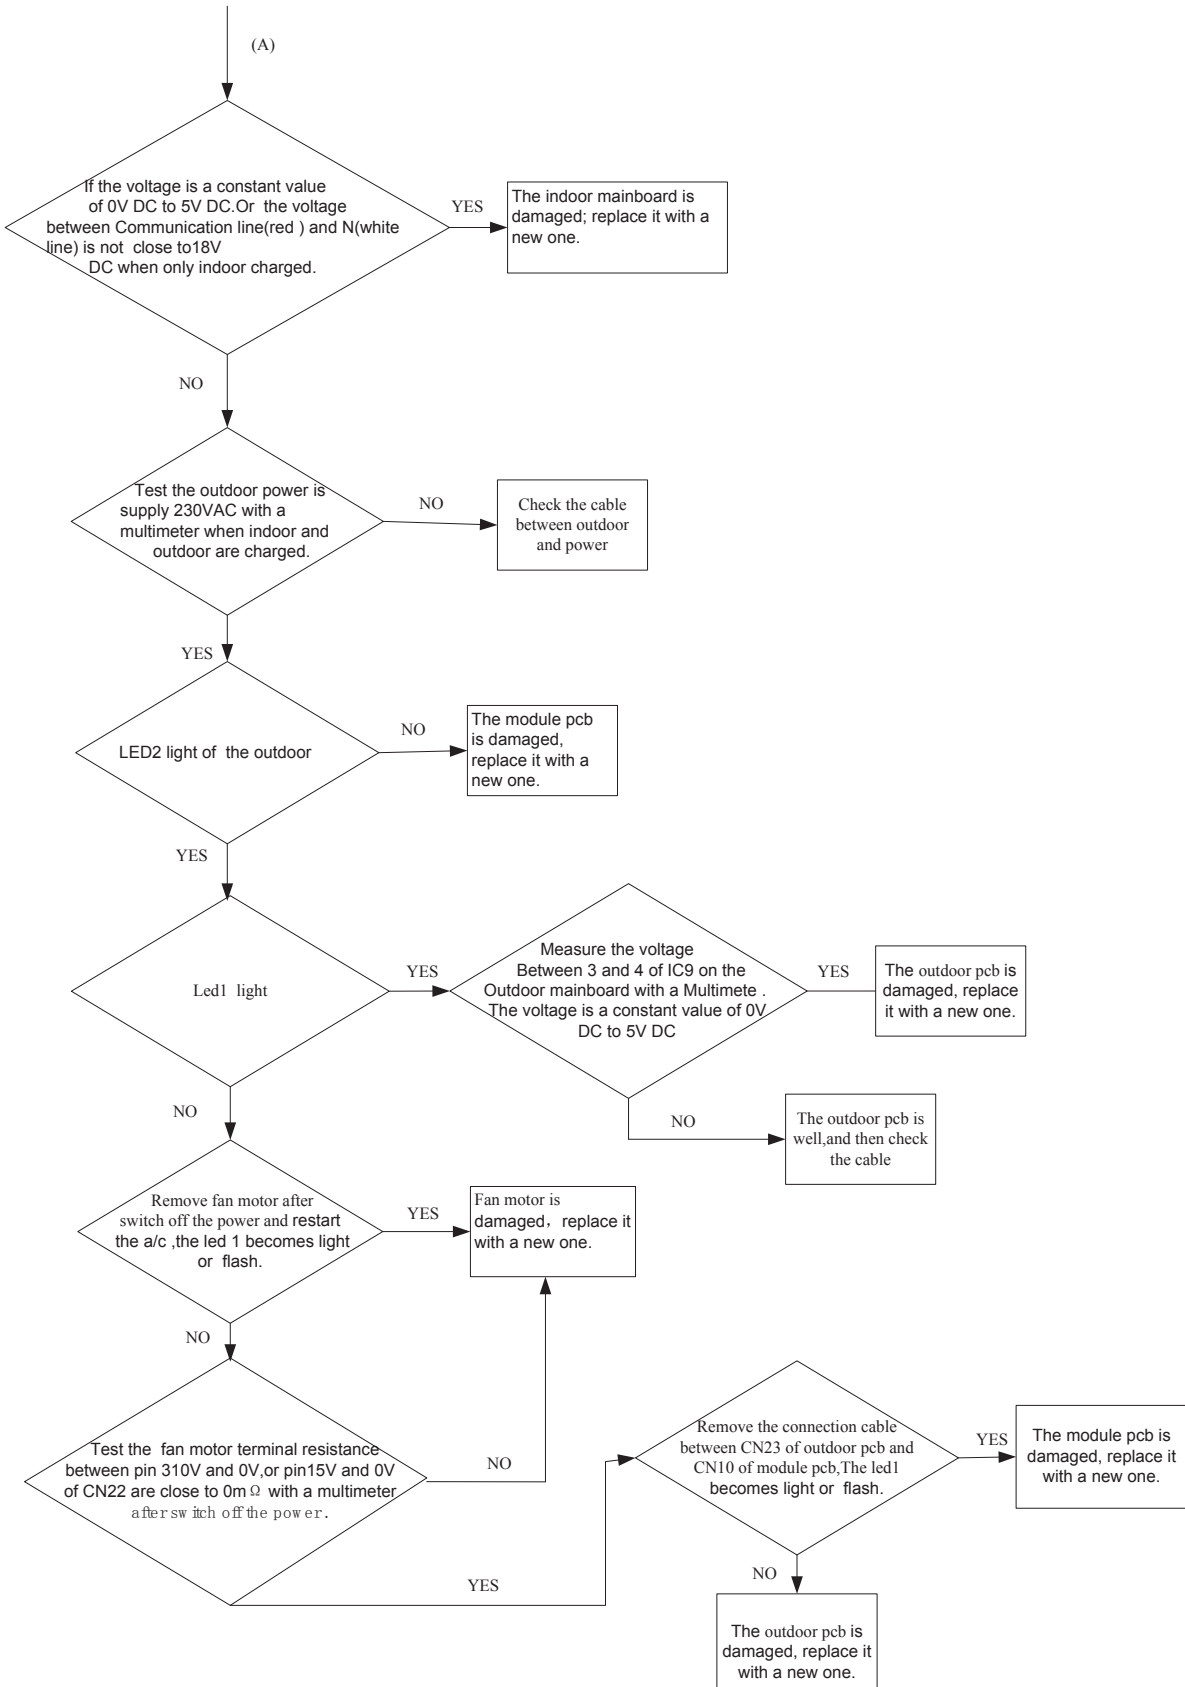 (A)
If the voltage is a constant value
of 0V DC to 5V DC.Or the voltage
between Communication line(red ) and N(white
line) is not close to18V
DC when only indoor charged.
YES
The indoor mainboard is
damaged; replace it with a
new one.
NO
Test the outdoor power is
supply 230VAC with a
multimeter when indoor and
outdoor are charged.
NO
Check the cable
between outdoor
and power
YES
LED2 light of the outdoor
NO
The module pcb
is damaged,
replace it with a
new one.
YES
Led1 light
YES
Measure the voltage
Between 3 and 4 of IC9 on the
Outdoor mainboard with a Multimete .
The voltage is a constant value of 0V
DC to 5V DC
YES
The outdoor pcb is
damaged, replace
it with a new one.
NO
The outdoor pcb is
well,and then check
the cable
NO
Remove fan motor after
switch off the power and restart
the a/c ,the led 1 becomes light
or flash.
YES
Fan motor is
damaged，replace it
with a new one.
NO
Test the fan motor terminal resistance
between pin 310V and 0V,or pin15V and 0V
of CN22 are close to 0mΩ with a multimeter
after switch off the power.
NO
YES
Remove the connection cable
between CN23 of outdoor pcb and
CN10 of module pcb,The led1
becomes light or flash.
YES
The module pcb is
damaged, replace it
with a new one.
NO
The outdoor pcb is
damaged, replace it
with a new one.